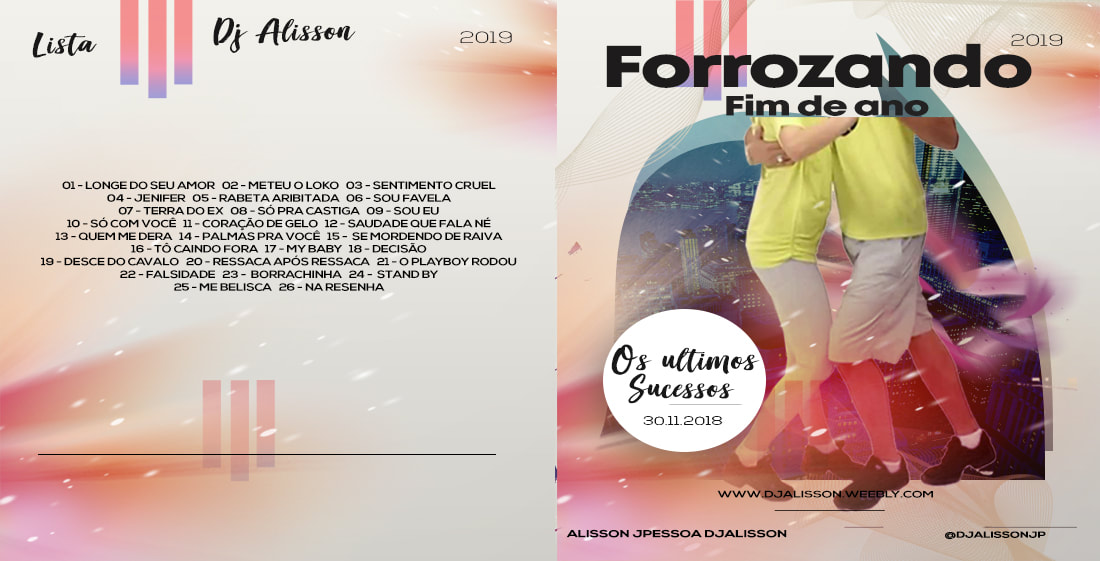 Lista
Dj Alisson
2019
01 - LONGE DO SEU AMOR 02 - METEU O LOKO 03 - SENTIMENTO CRUEL
04 - JENIFER 05 - RABETA ARIBITADA 06 - SOU FAVELA
07 - TERRA DO EX 08 - SÓ PRA CASTIGA 09 - SOU EU
10 - SÓ COM VOCÊ 11 - CORAÇÃO DE GELO 12 - SAUDADE QUE FALA NÉ
13 - QUEM ME DERA 14 - PALMAS PRA VOCÊ 15 - SE MORDENDO DE RAIVA
16 - TÔ CAINDO FORA 17 - MY BABY 18 - DECISÃO
19 - DESCE DO CAVALO 20 - RESSACA APÓS RESSACA 21 - O PLAYBOY RODOU
22 - FALSIDADE 23 - BORRACHINHA 24 - STAND BY
25 - ME BELISCA 26 - NA RESENHA
2019
Forrozando
Fim de ano
Os ultimos
Sucessos
30.11.2018
WWW.DJALISSON.WEEBLY.COM
ALISSON JPESSOA DJALISSON
@DJALISSONJP